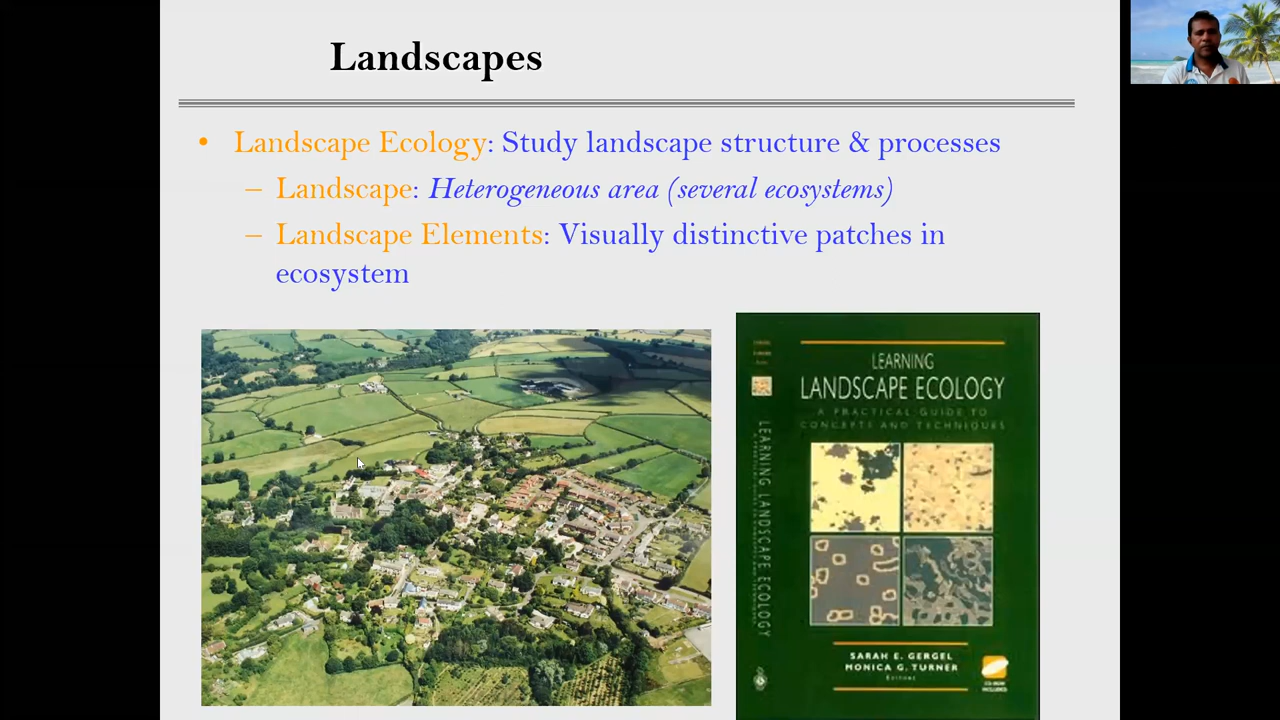 Landscapes
• Landscape Ecology: Study landscape structure & processes
– Landscape: Heterogeneous area (several ecosystems)
– Landscape Elements: Visually distinctive patches in
ecosystem
LEARNING
LANDSCAPE ECOLOGY
A PRACTICAL GUIDE TO
CONCEPTS AND TECHNIQUES
LEARNING LANDSCAPE ECOLOGY
SARAH E. GERGEL
MONICA G. TURNER
Editors
CD-ROM
INCLUDED